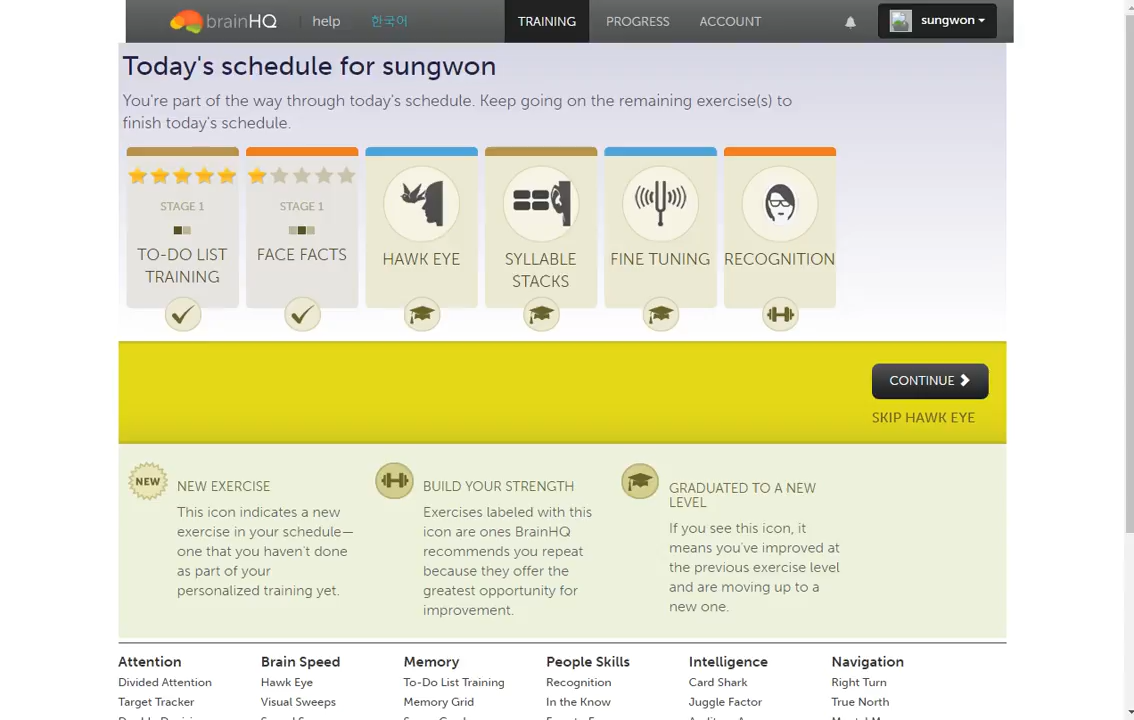 brainHQ help 한국어 TRAINING PROGRESS ACCOUNT sungwon
Today's schedule for sungwon
You're part of the way through today's schedule. Keep going on the remaining exercise(s) to
finish today's schedule.
STAGE 1
TO-DO LIST
TRAINING
STAGE 1
FACE FACTS
HAWK EYE
SYLLABLE
STACKS
FINE TUNING
RECOGNITION
CONTINUE
SKIP HAWK EYE
NEW
NEW EXERCISE
This icon indicates a new
exercise in your schedule—
one that you haven't done
as part of your
personalized training yet.
BUILD YOUR STRENGTH
Exercises labeled with this
icon are ones BrainHQ
recommends you repeat
because they offer the
greatest opportunity for
improvement.
GRADUATED TO A NEW
LEVEL
If you see this icon, it
means you've improved at
the previous exercise level
and are moving up to a
new one.
Attention
Divided Attention
Target Tracker
Brain Speed
Hawk Eye
Visual Sweeps
Memory
To-Do List Training
Memory Grid
People Skills
Recognition
In the Know
Intelligence
Card Shark
Juggle Factor
Navigation
Right Turn
True North